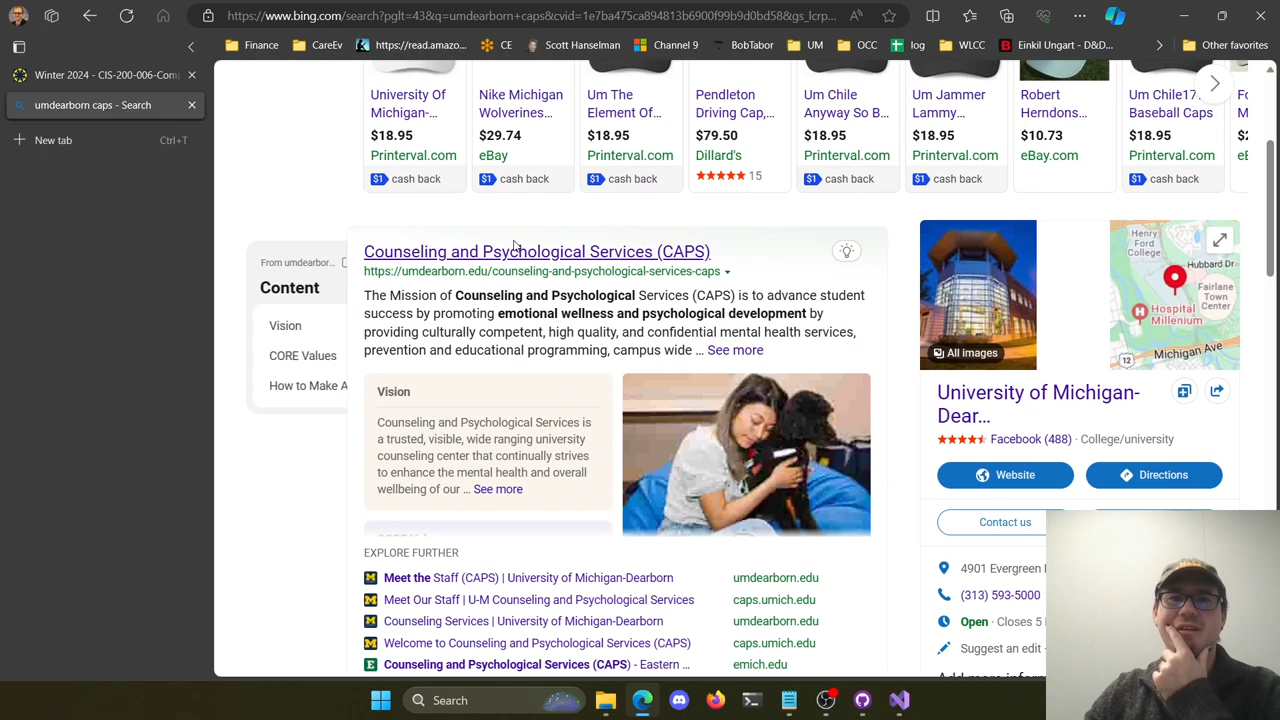 https://www.bing.com/search?pglt=43&q=umdearborn+caps&cvid=1e7ba475ca894813b6900f99b9d0bd58&gs_lcrp...
Finance
CareEv
https://read.amazo...
CE
Scott Hanselman
Channel 9
BobTabor
UM
OCC
log
WLCC
Einkil Ungart - D&D...
Other favorites
Winter 2024 - CIS-200-006-Com
umdearborn caps - Search
New tab
Ctrl+T
University Of Michigan-...
$18.95
Printerval.com
$1 cash back
Nike Michigan Wolverines...
$29.74
eBay
$1 cash back
Um The Element Of...
$18.95
Printerval.com
$1 cash back
Pendleton Driving Cap,...
$79.50
Dillard's
15
Um Chile Anyway So B...
$18.95
Printerval.com
$1 cash back
Um Jammer Lammy...
$18.95
Printerval.com
$1 cash back
Robert Herndons...
$10.73
eBay.com
Um Chile17... Baseball Caps
$18.95
Printerval.com
$1 cash back
From umdearbor...
Content
Vision
CORE Values
How to Make A
Counseling and Psychological Services (CAPS)
https://umdearborn.edu/counseling-and-psychological-services-caps
The Mission of Counseling and Psychological Services (CAPS) is to advance student
success by promoting emotional wellness and psychological development by
providing culturally competent, high quality, and confidential mental health services,
prevention and educational programming, campus wide ... See more
Vision
Counseling and Psychological Services is
a trusted, visible, wide ranging university
counseling center that continually strives
to enhance the mental health and overall
wellbeing of our ... See more
EXPLORE FURTHER
Meet the Staff (CAPS) | University of Michigan-Dearborn umdearborn.edu
Meet Our Staff | U-M Counseling and Psychological Services caps.umich.edu
Counseling Services | University of Michigan-Dearborn umdearborn.edu
Welcome to Counseling and Psychological Services (CAPS) caps.umich.edu
Counseling and Psychological Services (CAPS) - Eastern ... emich.edu
All images
Henry
Ford
College
Hubbard Dr
Fairlane
Town
Center
Hospital
Millenium
12
Michigan Ave
University of Michigan-
Dear...
Facebook (488) · College/university
Website
Directions
Contact us
4901 Evergreen
(313) 593-5000
Open · Closes 5
Suggest an edit
Add more
Search